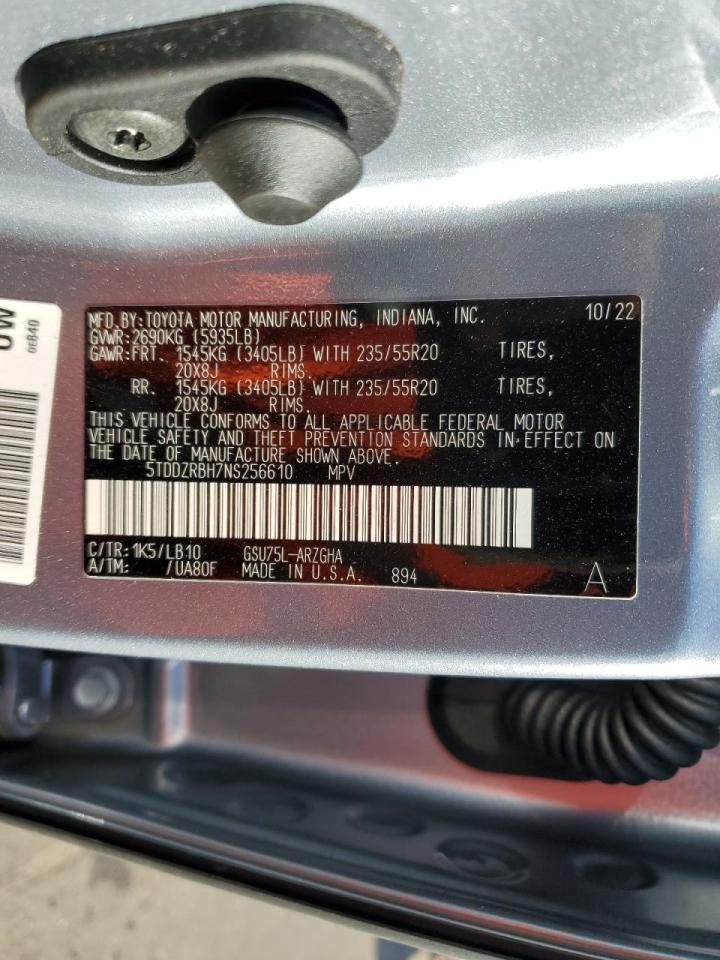 MFD.BY:TOYOTA MOTOR MANUFACTURING, INDIANA, INC. 10/22
GVWR:2690KG (5935LB)
GAWR:FRT. 1545KG (3405LB) WITH 235/55R20 TIRES,
20X8J RIMS.
RR. 1545KG (3405LB) WITH 235/55R20 TIRES,
20X8J RIMS.
THIS VEHICLE CONFORMS TO ALL APPLICABLE FEDERAL MOTOR
VEHICLE SAFETY AND THEFT PREVENTION STANDARDS IN EFFECT ON
THE DATE OF MANUFACTURE SHOWN ABOVE.
5TDDZRBH7NS256610 MPV
C/TR:1K5/LB10 GSU75L-ARZGHA
A/TM: /UA80F MADE IN U.S.A. 894 A
0E840